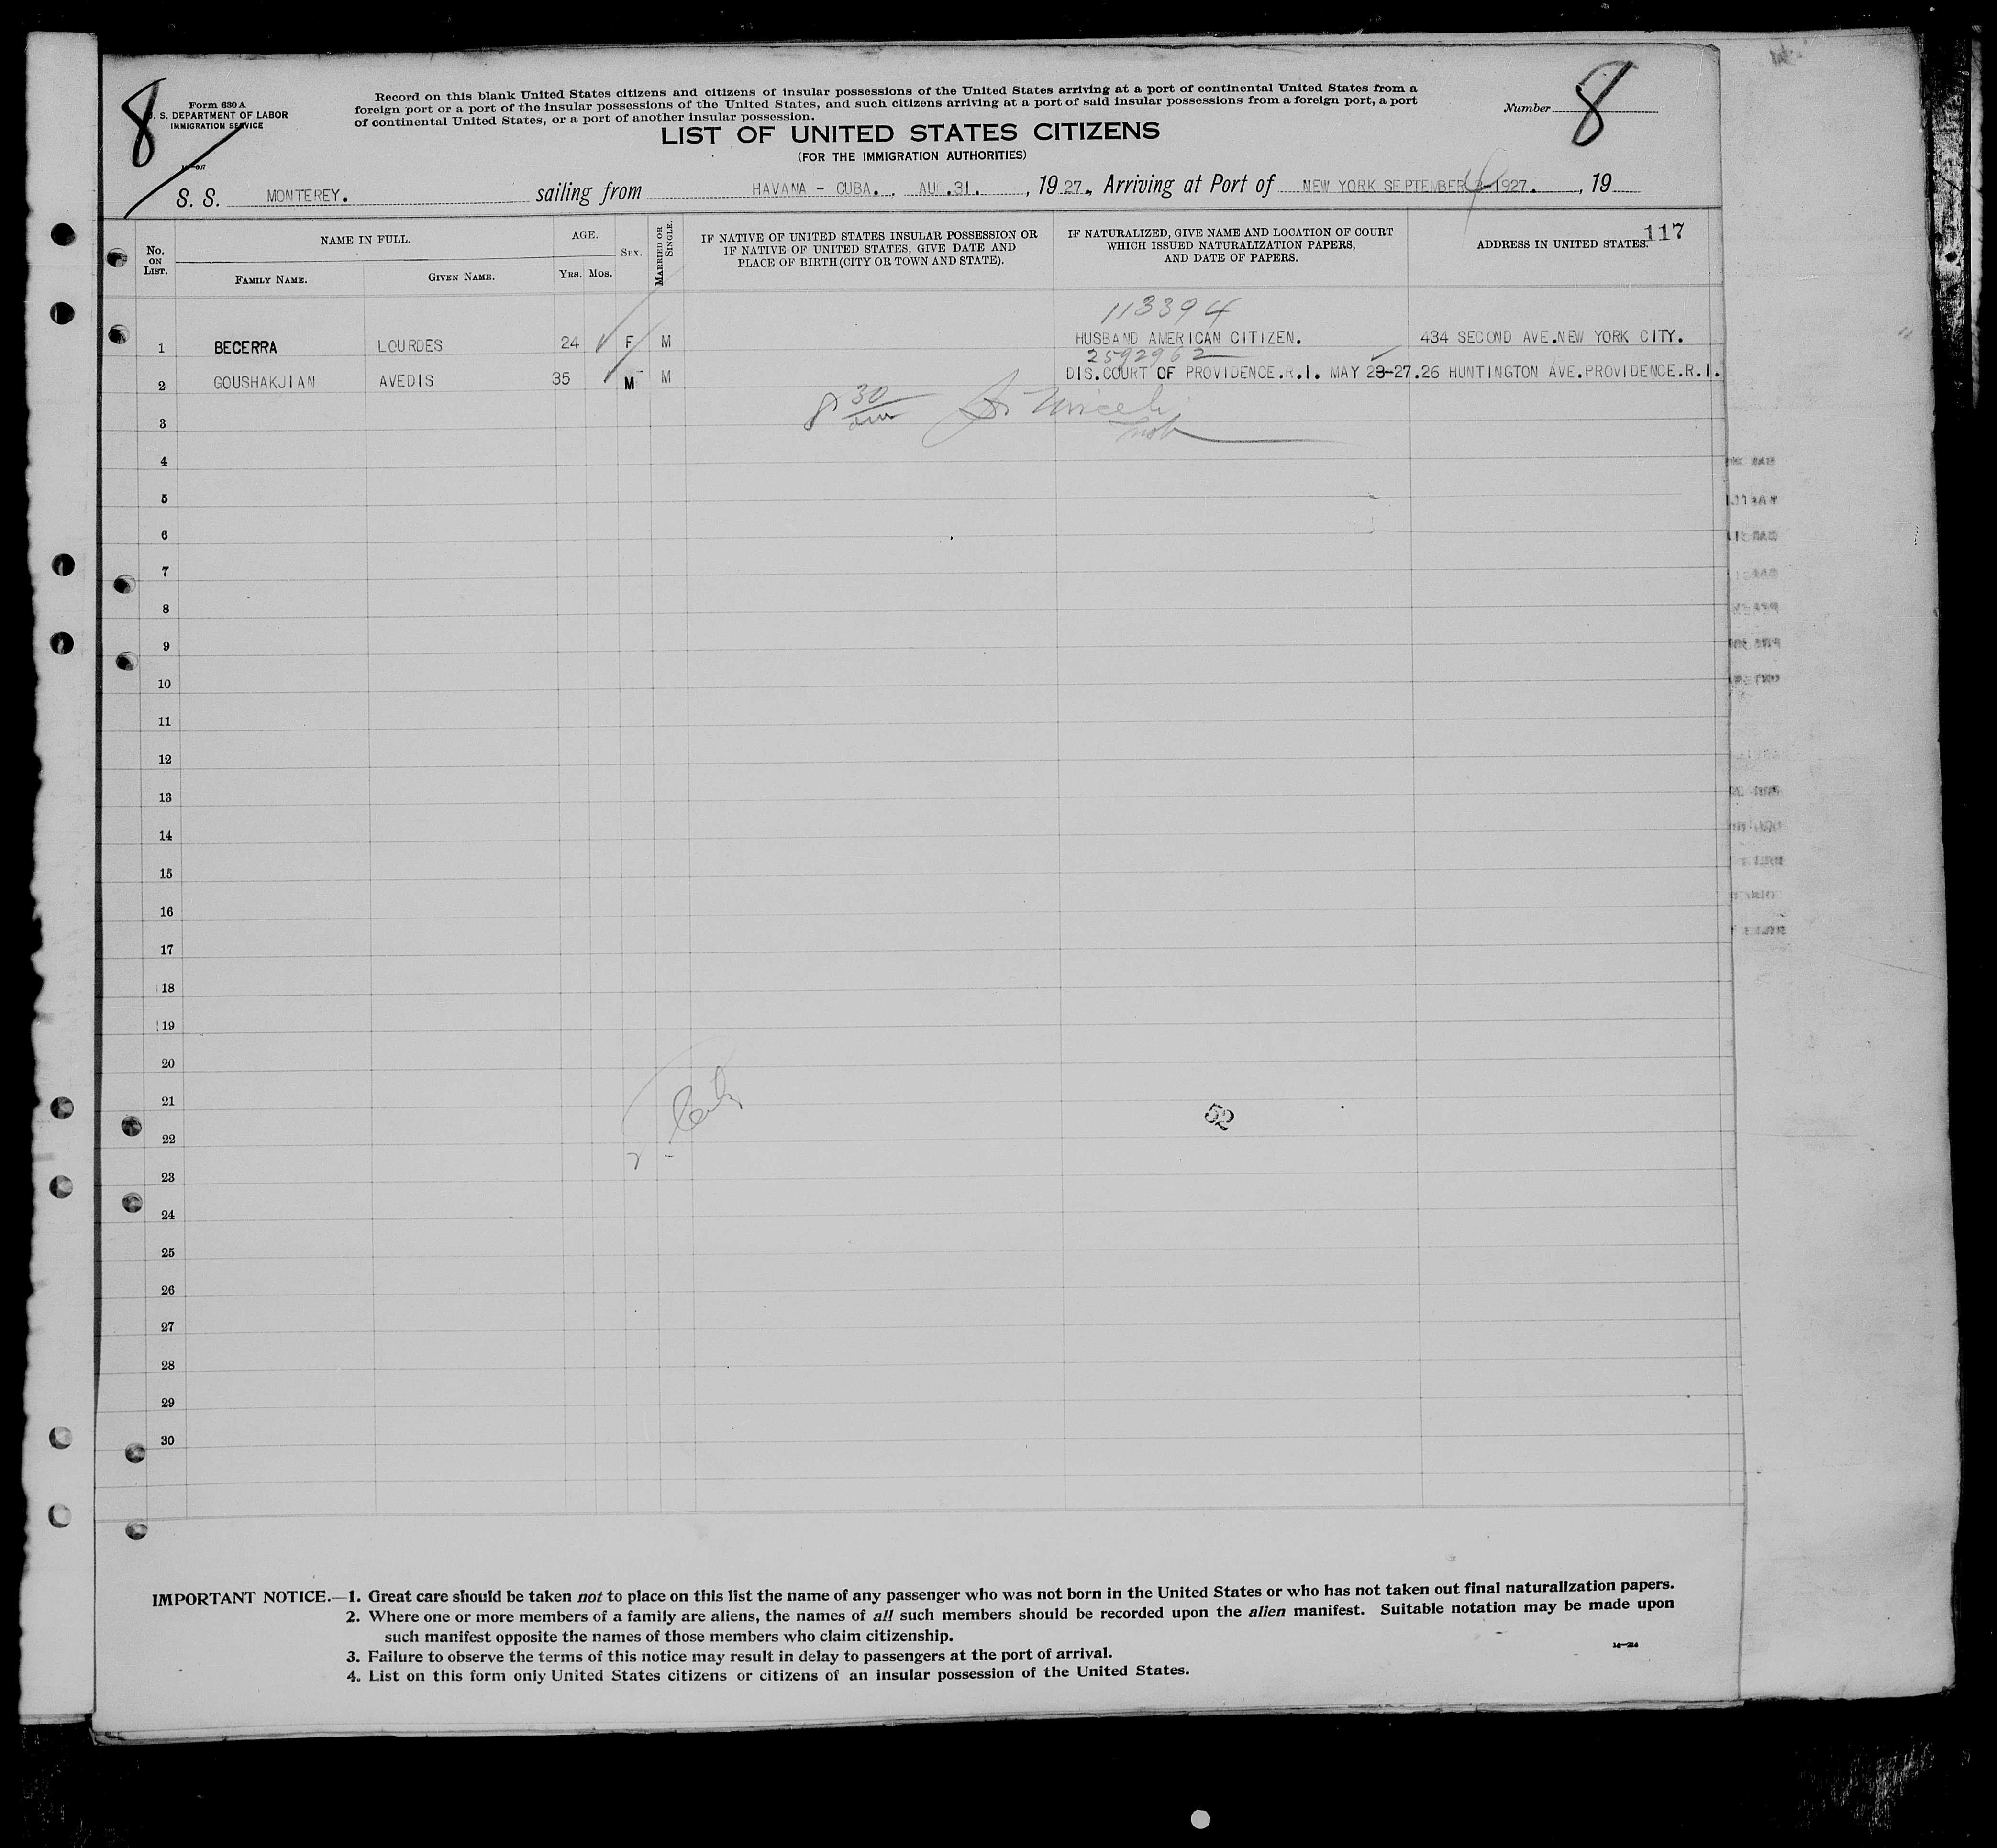 8
Form 630 A
U. S. DEPARTMENT OF LABOR
IMMIGRATION SERVICE
Record on this blank United States citizens and citizens of insular possessions of the United States arriving at a port of continental United States from a
foreign port or a port of the insular possessions of the United States, and such citizens arriving at a port of said insular possessions from a foreign port, a port
of continental United States, or a port of another insular possession.
Number 8
LIST OF UNITED STATES CITIZENS
(FOR THE IMMIGRATION AUTHORITIES)
S. S. MONTEREY. sailing from HAVANA - CUBA. AUG.31. , 19 27., Arriving at Port of NEW YORK SEPTEMBER 4 1927. , 19
117
No. ON LIST. NAME IN FULL. FAMILY NAME. GIVEN NAME. AGE. YRS. MOS. SEX. MARRIED OR SINGLE.
IF NATIVE OF UNITED STATES INSULAR POSSESSION OR
IF NATIVE OF UNITED STATES, GIVE DATE AND
PLACE OF BIRTH (CITY OR TOWN AND STATE).
IF NATURALIZED, GIVE NAME AND LOCATION OF COURT
WHICH ISSUED NATURALIZATION PAPERS,
AND DATE OF PAPERS.
ADDRESS IN UNITED STATES.
113394
1 BECERRA LOURDES 24 F M HUSBAND AMERICAN CITIZEN. 434 SECOND AVE.NEW YORK CITY.
2592962
2 GOUSHAKJIAN AVEDIS 35 M M DIS.COURT OF PROVIDENCE.R.I. MAY 28-27. 26 HUNTINGTON AVE.PROVIDENCE.R.I.
8 30
3
4
5
6
7
8
9
10
11
12
13
14
15
16
17
18
19
20
21
52
22
23
24
25
26
27
28
29
30
IMPORTANT NOTICE.—1. Great care should be taken not to place on this list the name of any passenger who was not born in the United States or who has not taken out final naturalization papers.
2. Where one or more members of a family are aliens, the names of all such members should be recorded upon the alien manifest. Suitable notation may be made upon
such manifest opposite the names of those members who claim citizenship.
3. Failure to observe the terms of this notice may result in delay to passengers at the port of arrival.
4. List on this form only United States citizens or citizens of an insular possession of the United States.